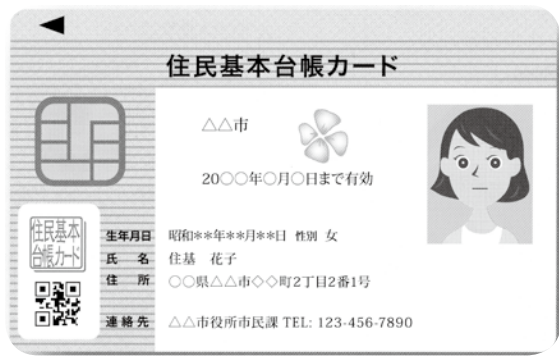 住民基本台帳カード
△△市
20○○年○月○日まで有効
住民基本
台帳カード
生年月日 昭和**年**月**日 性別 女
氏 名 住基 花子
住 所 ○○県△△市◇◇町2丁目2番1号
連絡先 △△市役所市民課 TEL: 123-456-7890